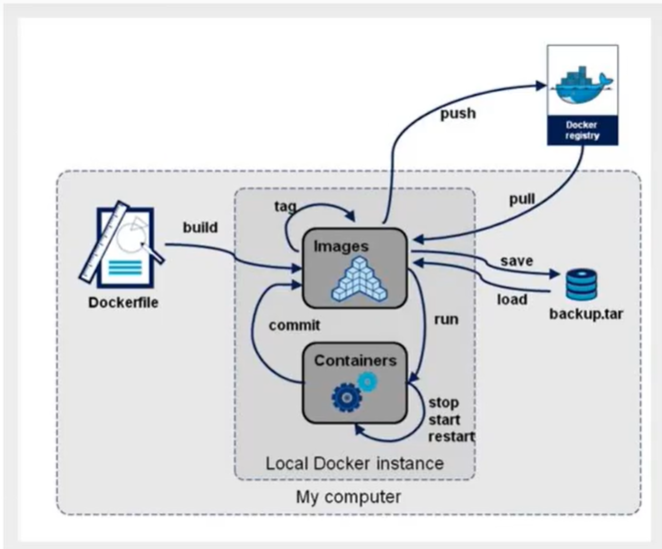 push
Docker
registry
pull
build
tag
Images
save
load
Dockerfile
backup.tar
commit
run
Containers
stop
start
restart
Local Docker instance
My computer